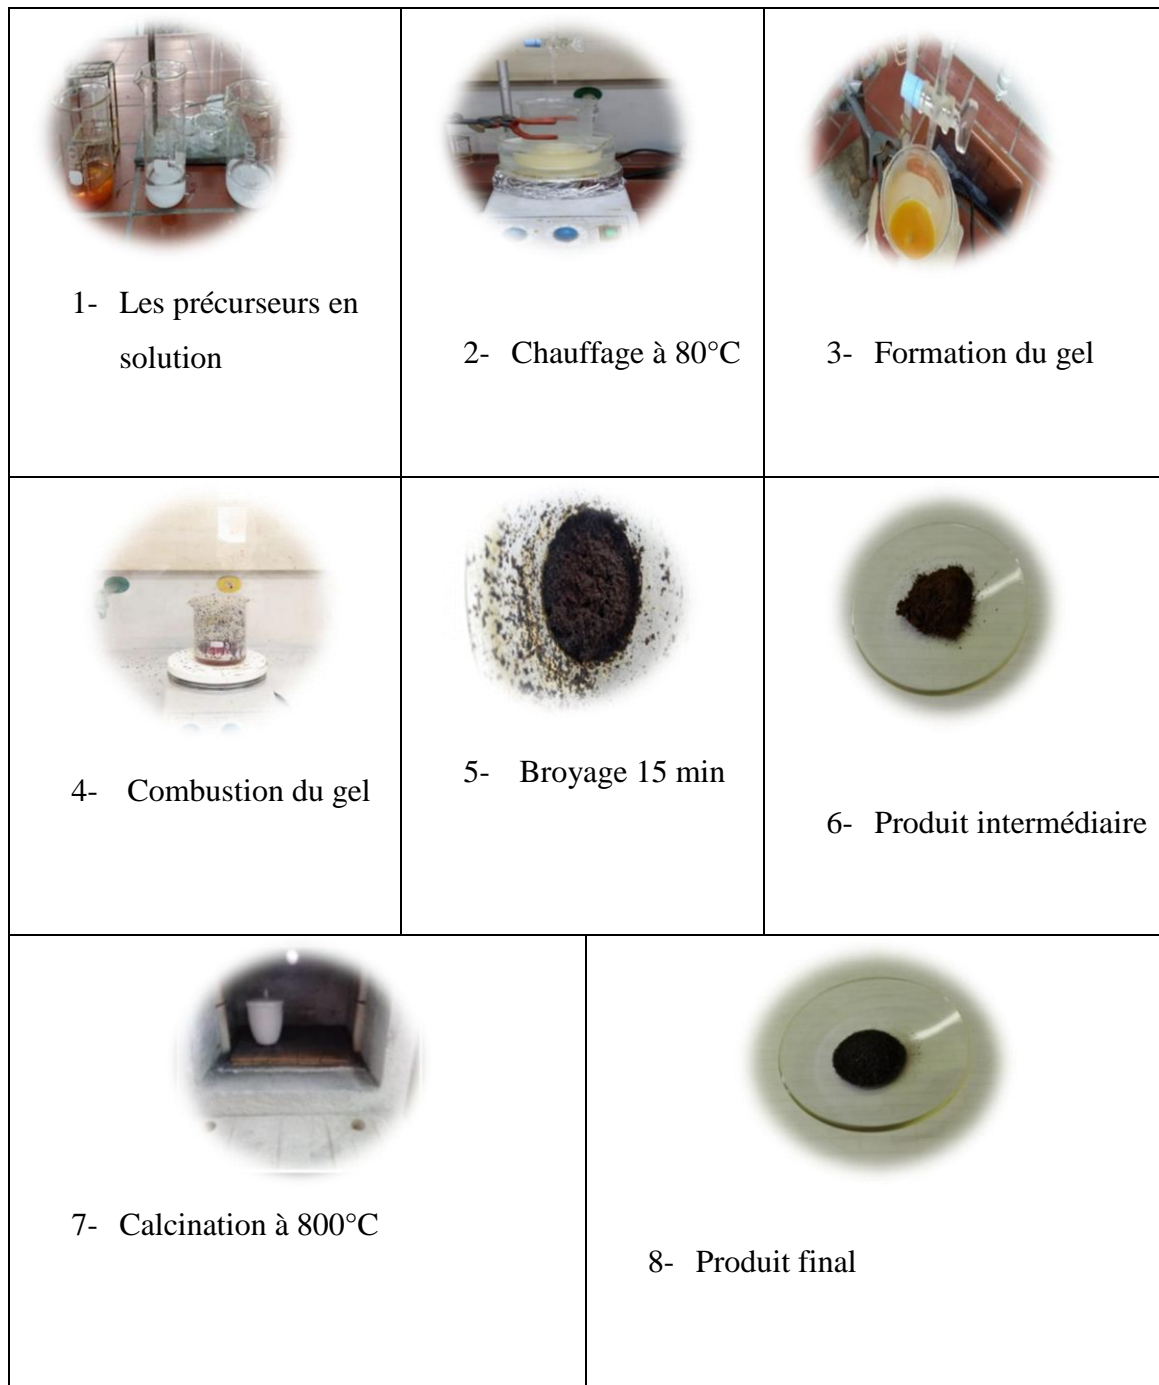 1- Les précurseurs en
solution
2- Chauffage à 80°C
3- Formation du gel
4- Combustion du gel
5- Broyage 15 min
6- Produit intermédiaire
7- Calcination à 800°C
8- Produit final